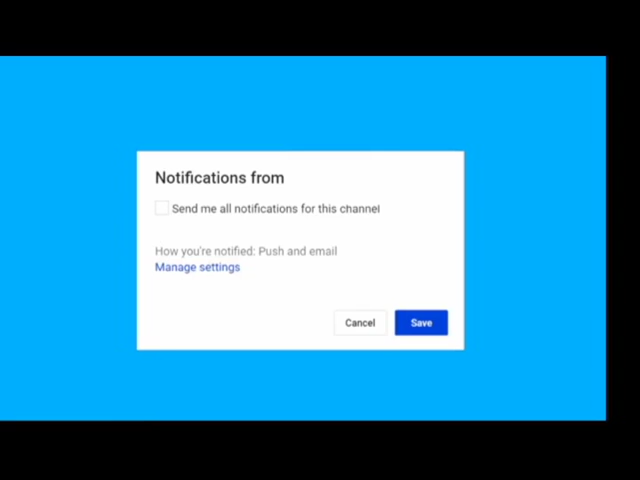 Notifications from
Send me all notifications for this channel
How you're notified: Push and email
Manage settings
Cancel
Save